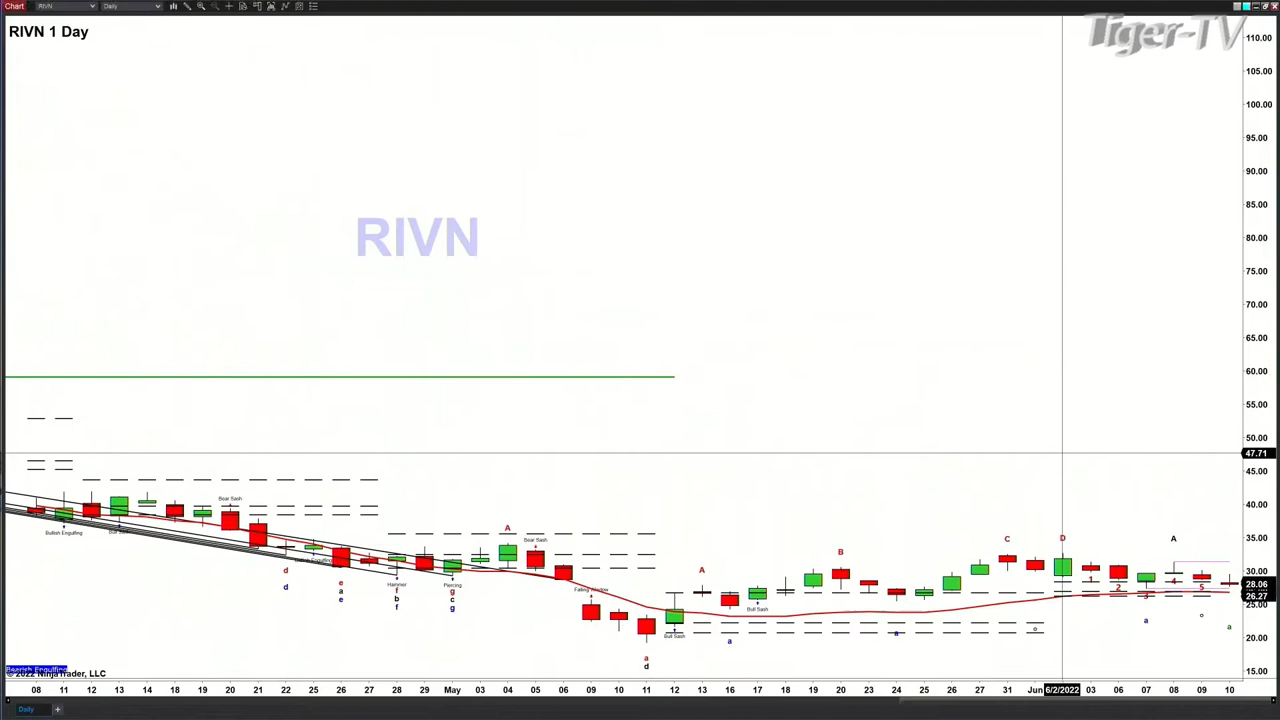 Chart RIVN Daily
RIVN 1 Day
Tiger-TV
RIVN
110.00
105.00
100.00
95.00
90.00
85.00
80.00
75.00
70.00
65.00
60.00
55.00
50.00
47.71
45.00
40.00
35.00
30.00
28.06
26.27
25.00
20.00
15.00
Bullish Engulfing
Bear Sash
A
Bear Sash
d
d
e
a
e
Hammer
f
b
f
Piercing
g
c
g
Falling Window
a
d
Bull Sash
A
a
Bull Sash
B
a
C
D
1
2
3
a
A
4
5
a
Bearish Engulfing
© 2022 NinjaTrader, LLC
08 11 12 13 14 18 19 20 21 22 25 26 27 28 29 May 03 04 05 06 09 10 11 12 13 16 17 18 19 20 23 24 25 26 27 31 Jun 6/2/2022 03 06 07 08 09 10
Daily +